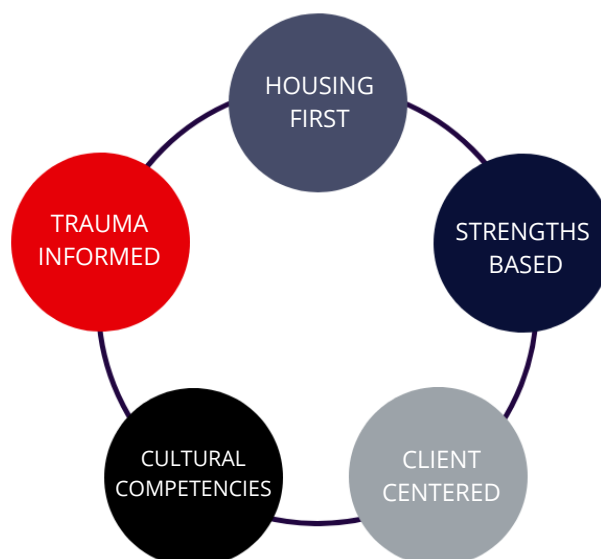 HOUSING
FIRST
STRENGTHS
BASED
CLIENT
CENTERED
CULTURAL
COMPETENCIES
TRAUMA
INFORMED